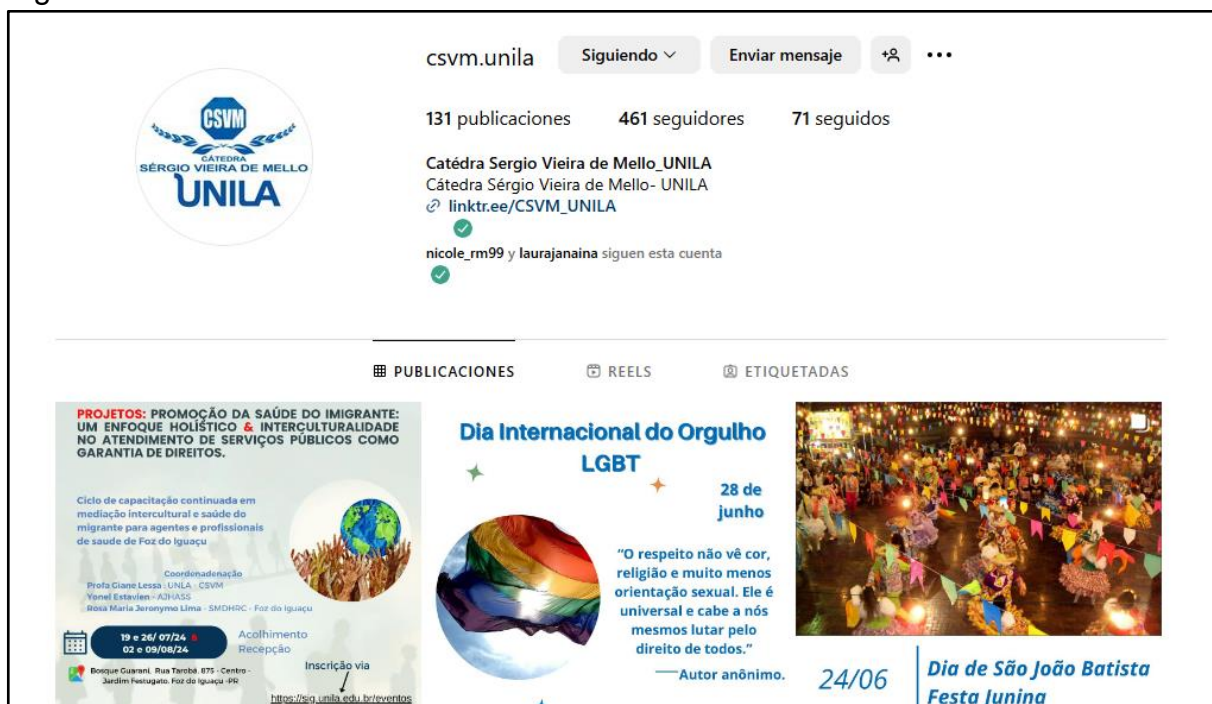 csvm.unila
Siguiendo
Enviar mensaje
131 publicaciones 461 seguidores 71 seguidos
CSVM
CÁTEDRA
SÉRGIO VIEIRA DE MELLO
UNILA
Catédra Sergio Vieira de Mello_UNILA
Cátedra Sérgio Vieira de Mello- UNILA
linktr.ee/CSVM_UNILA
nicole_rm99 y laurajanaina siguen esta cuenta
PUBLICACIONES REELS ETIQUETADAS
PROJETOS: PROMOÇÃO DA SAÚDE DO IMIGRANTE:
UM ENFOQUE HOLÍSTICO & INTERCULTURALIDADE
NO ATENDIMENTO DE SERVIÇOS PÚBLICOS COMO
GARANTIA DE DIREITOS.
Ciclo de capacitação continuada em
mediação intercultural e saúde do
migrante para agentes e profissionais
de saude de Foz do Iguaçu
Coordenadenação
Profa Giane Lessa - UNLA - CSVM
Yonel Estavien - AJHASS
Rosa Maria Jeronymo Lima - SMDHRC - Foz do Iguaçu
19 e 26/ 07/24 &
02 e 09/08/24
Acolhimento
Recepção
Bosque Guarani. Rua Tarobá, 875 - Centro -
Jardim Festugato. Foz do Iguaçu -PR
Inscrição via
https://sig.unila.edu.br/eventos
Dia Internacional do Orgulho
LGBT
28 de
junho
“O respeito não vê cor,
religião e muito menos
orientação sexual. Ele é
universal e cabe a nós
mesmos lutar pelo
direito de todos.”
Autor anônimo.
24/06
Dia de São João Batista
Festa Junina